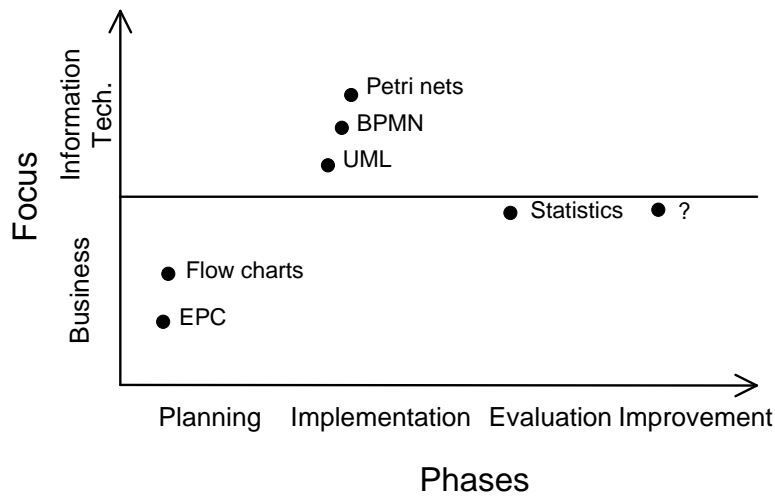 Petri nets
BPMN
UML
Information
Tech.
Focus
Statistics
?
Business
Flow charts
EPC
Planning
Implementation
Evaluation
Improvement
Phases